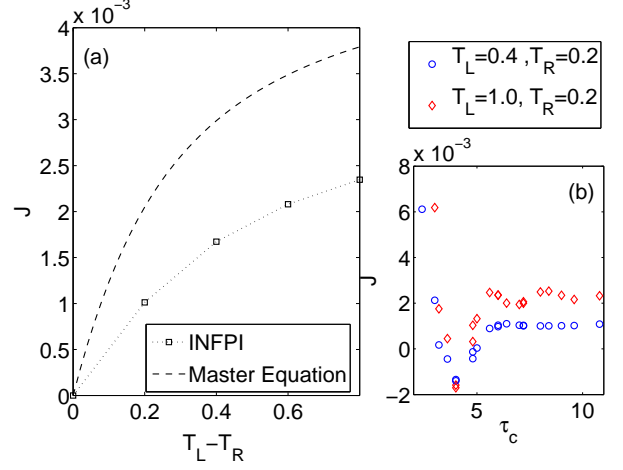 x 10⁻³
(a)
4
3.5
3
2.5
2
1.5
1
0.5
0
J
0 0.2 0.4 0.6
T_L−T_R
INFPI
Master Equation
T_L=0.4 ,T_R=0.2
T_L=1.0, T_R=0.2
x 10⁻³
(b)
8
6
4
2
0
−2
J
5 10
τ_c